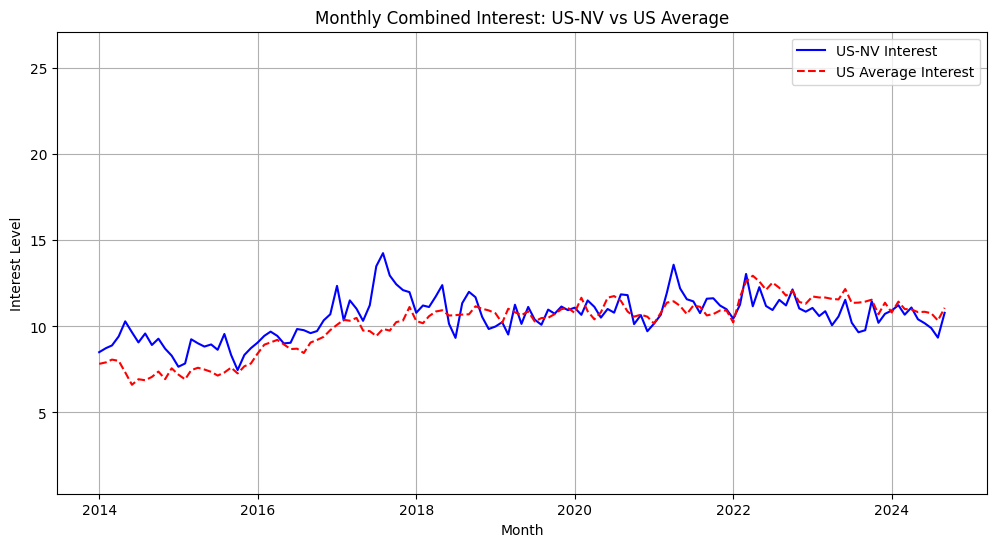 Monthly Combined Interest: US-NV vs US Average
US-NV Interest
US Average Interest
Interest Level
25
20
15
10
5
2014 2016 2018 2020 2022 2024
Month